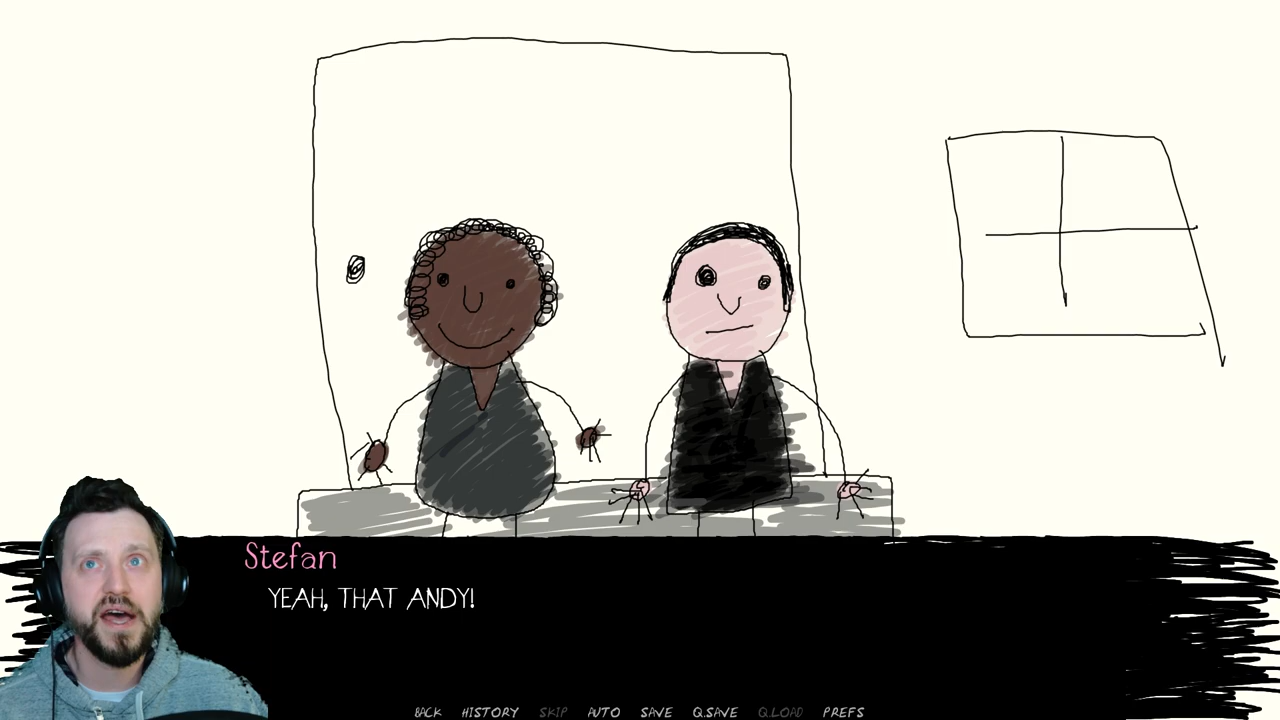 Stefan
YEAH, THAT ANDY!
BACK HISTORY SKIP AUTO SAVE Q.SAVE Q.LOAD PREFS